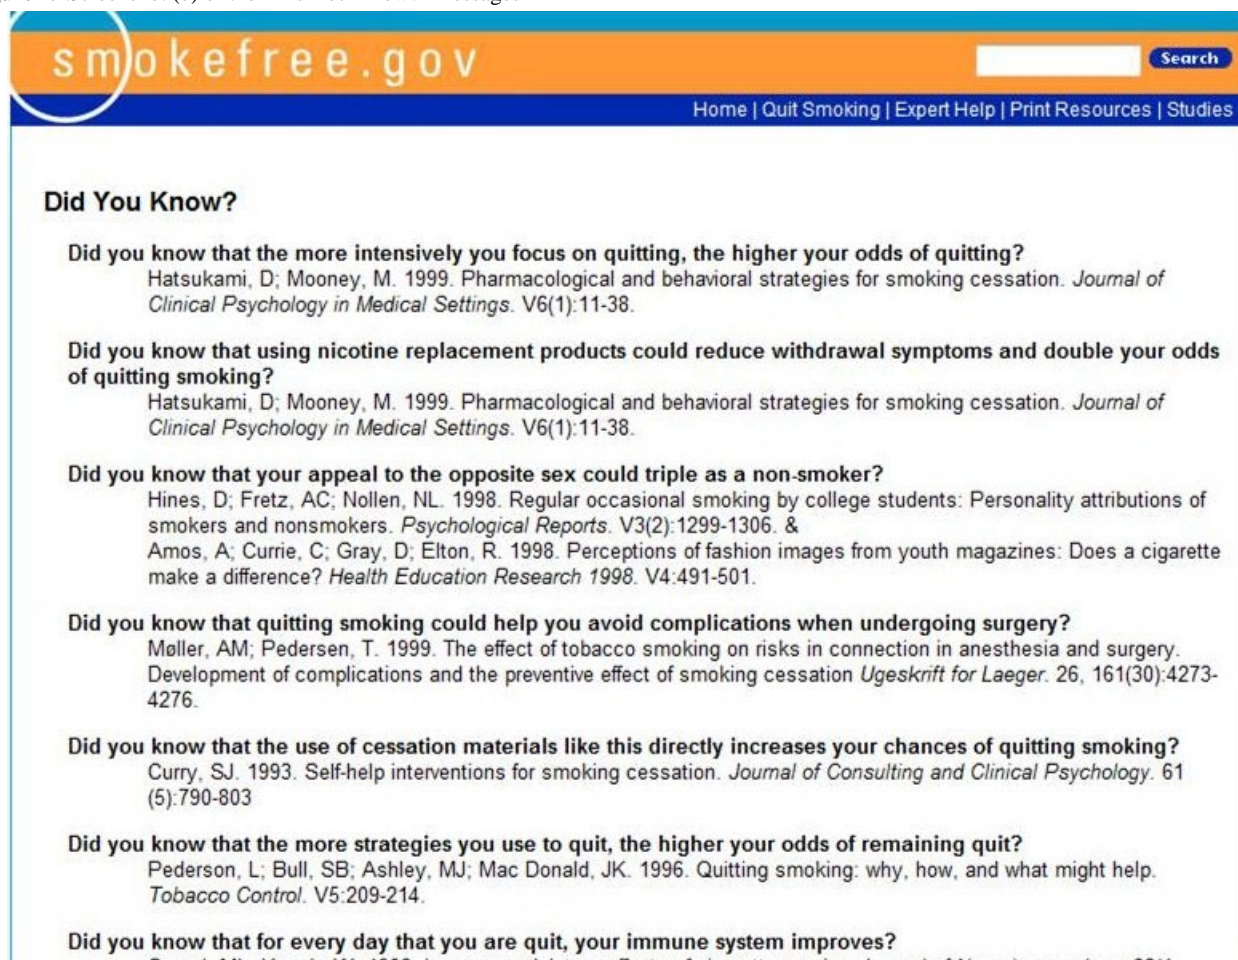 smokefree.gov
Search
Home | Quit Smoking | Expert Help | Print Resources | Studies
Did You Know?
Did you know that the more intensively you focus on quitting, the higher your odds of quitting?
Hatsukami, D; Mooney, M. 1999. Pharmacological and behavioral strategies for smoking cessation. Journal of
Clinical Psychology in Medical Settings. V6(1):11-38.
Did you know that using nicotine replacement products could reduce withdrawal symptoms and double your odds
of quitting smoking?
Hatsukami, D; Mooney, M. 1999. Pharmacological and behavioral strategies for smoking cessation. Journal of
Clinical Psychology in Medical Settings. V6(1):11-38.
Did you know that your appeal to the opposite sex could triple as a non-smoker?
Hines, D; Fretz, AC; Nollen, NL. 1998. Regular occasional smoking by college students: Personality attributions of
smokers and nonsmokers. Psychological Reports. V3(2):1299-1306. &
Amos, A; Currie, C; Gray, D; Elton, R. 1998. Perceptions of fashion images from youth magazines: Does a cigarette
make a difference? Health Education Research 1998. V4:491-501.
Did you know that quitting smoking could help you avoid complications when undergoing surgery?
Møller, AM; Pedersen, T. 1999. The effect of tobacco smoking on risks in connection in anesthesia and surgery.
Development of complications and the preventive effect of smoking cessation Ugeskrift for Laeger. 26, 161(30):4273-
4276.
Did you know that the use of cessation materials like this directly increases your chances of quitting smoking?
Curry, SJ. 1993. Self-help interventions for smoking cessation. Journal of Consulting and Clinical Psychology. 61
(5):790-803
Did you know that the more strategies you use to quit, the higher your odds of remaining quit?
Pederson, L; Bull, SB; Ashley, MJ; Mac Donald, JK. 1996. Quitting smoking: why, how, and what might help.
Tobacco Control. V5:209-214.
Did you know that for every day that you are quit, your immune system improves?